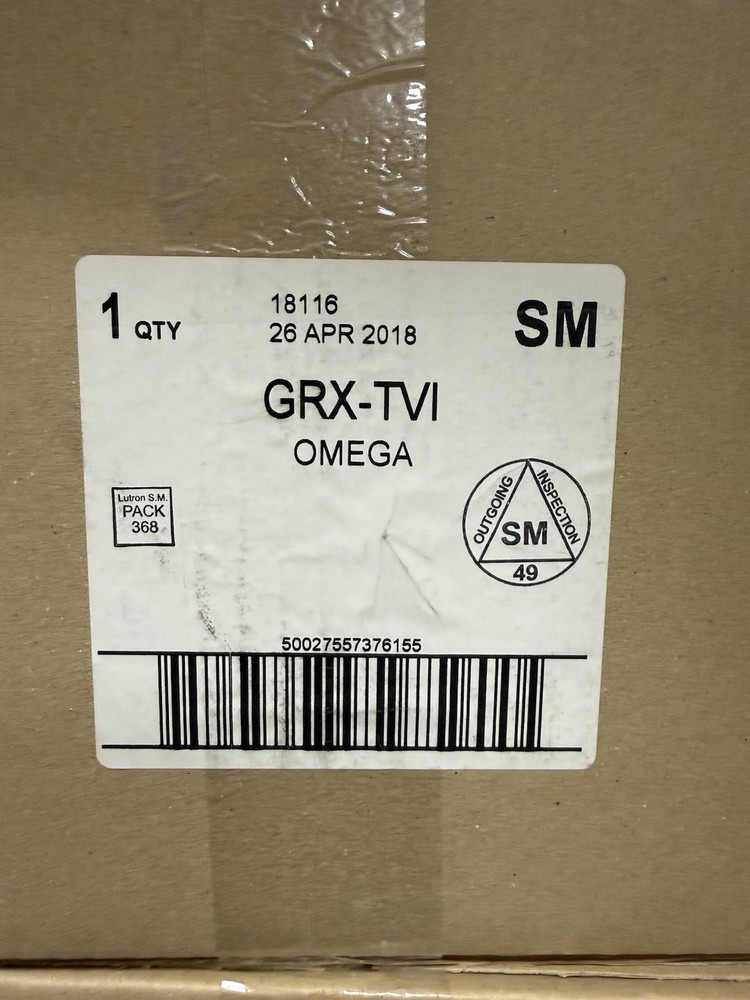 1 QTY
18116
26 APR 2018
SM
GRX-TVI
OMEGA
Lutron S.M.
PACK
368
OUTGOING
INSPECTION
SM
49
50027557376155